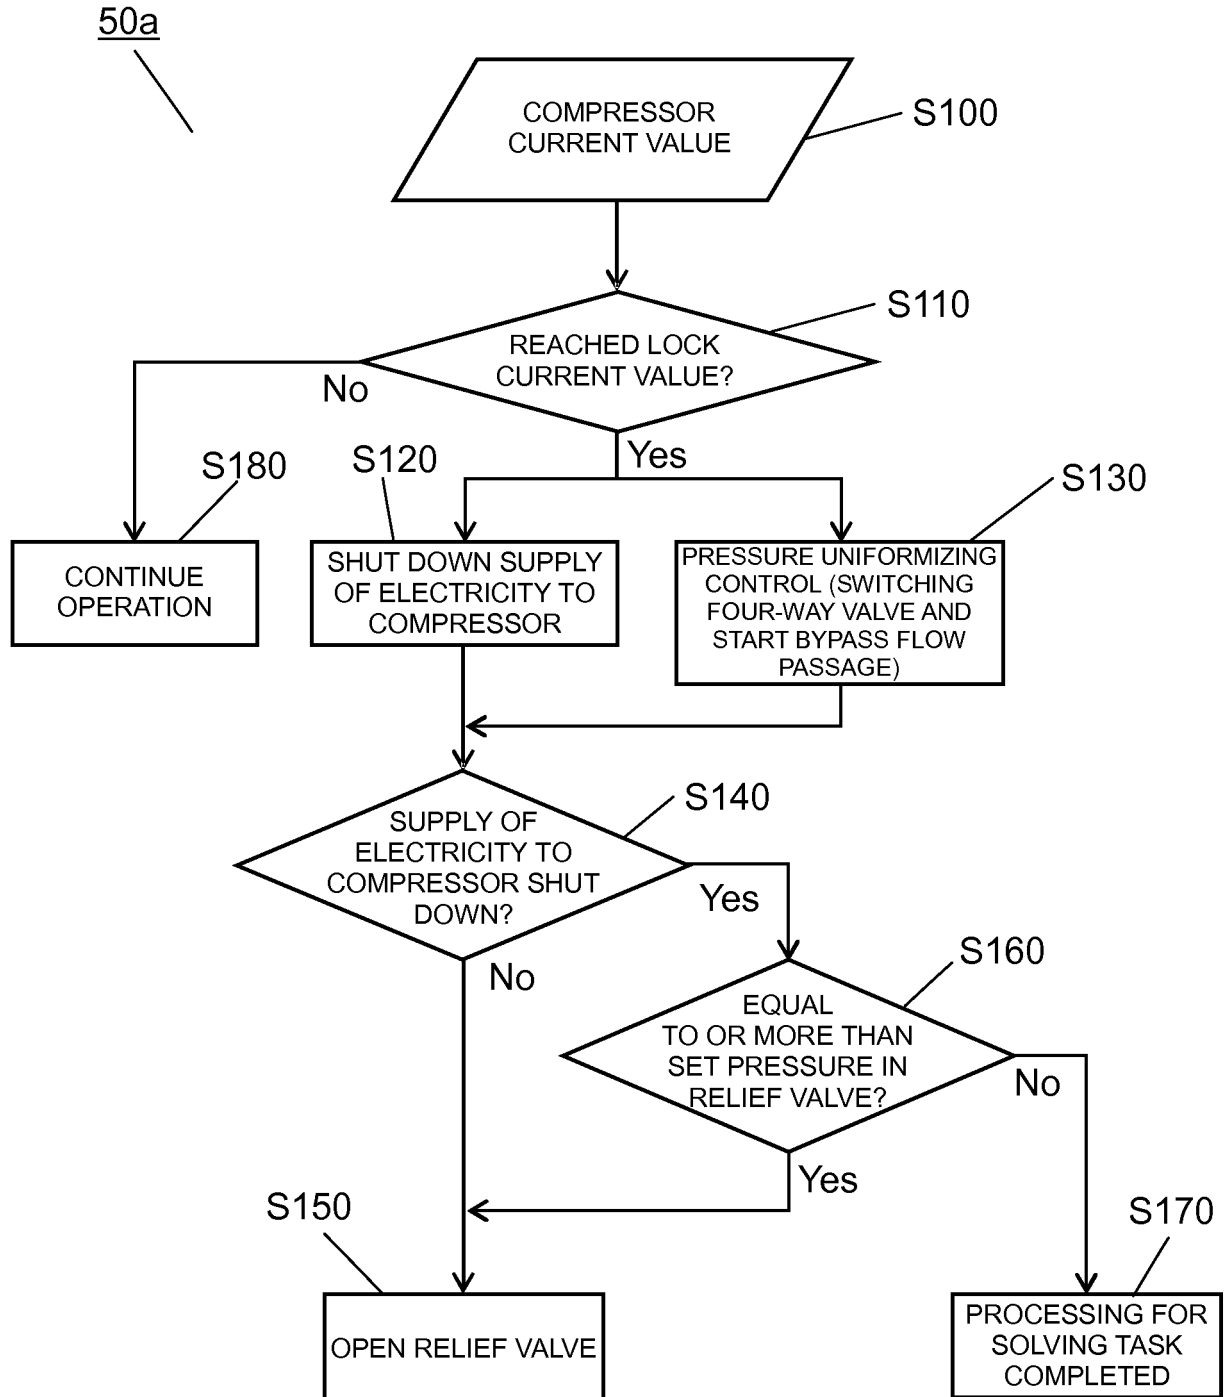 50a
COMPRESSOR
CURRENT VALUE
S100
REACHED LOCK
CURRENT VALUE?
S110
No
Yes
S180
S120
S130
CONTINUE
OPERATION
SHUT DOWN SUPPLY
OF ELECTRICITY TO
COMPRESSOR
PRESSURE UNIFORMIZING
CONTROL (SWITCHING
FOUR-WAY VALVE AND
START BYPASS FLOW
PASSAGE)
SUPPLY OF
ELECTRICITY TO
COMPRESSOR SHUT
DOWN?
S140
Yes
No
S160
EQUAL
TO OR MORE THAN
SET PRESSURE IN
RELIEF VALVE?
No
Yes
S150
S170
OPEN RELIEF VALVE
PROCESSING FOR
SOLVING TASK
COMPLETED